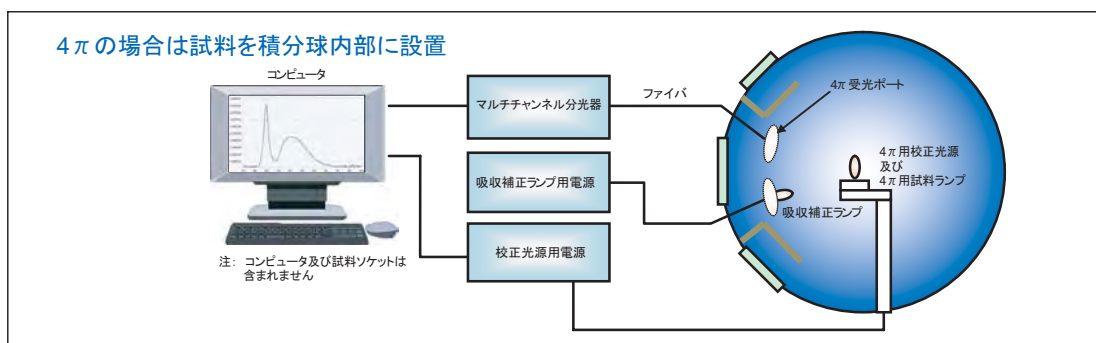 4πの場合は試料を積分球内部に設置
コンピュータ
マルチチャンネル分光器
ファイバ
4π受光ポート
吸収補正ランプ用電源
4π用校正光源
及び
4π用試料ランプ
吸収補正ランプ
校正光源用電源
注: コンピュータ及び試料ソケットは
含まれません